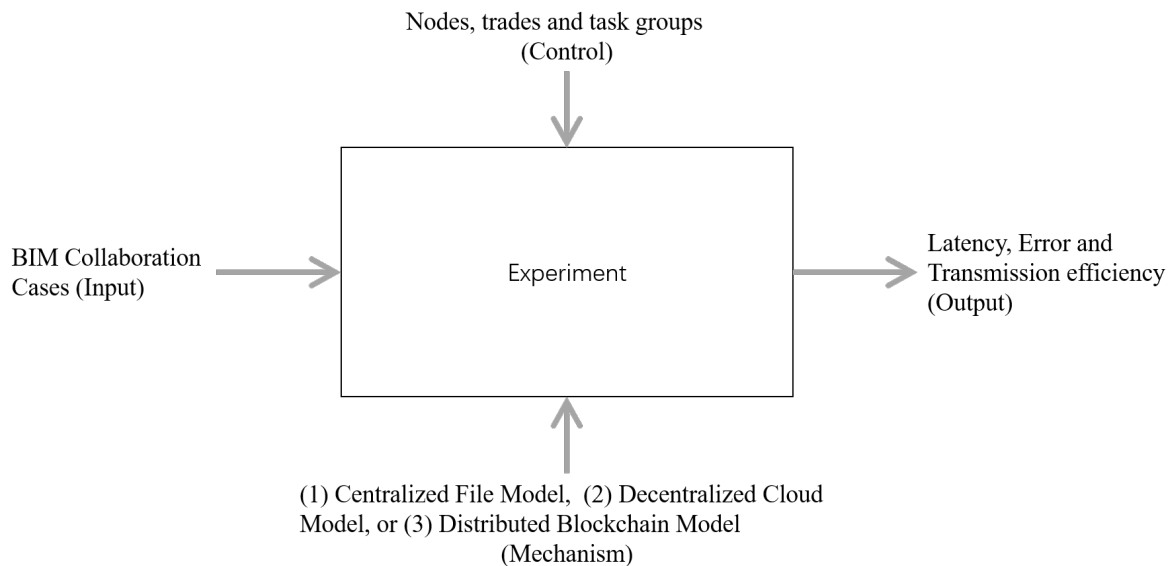 Nodes, trades and task groups
(Control)
BIM Collaboration
Cases (Input)
Experiment
Latency, Error and
Transmission efficiency
(Output)
(1) Centralized File Model,  (2) Decentralized Cloud
Model, or (3) Distributed Blockchain Model
(Mechanism)